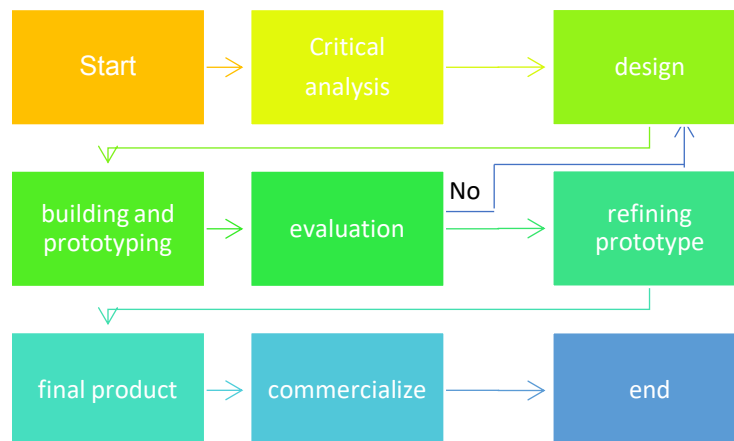 Start
Critical
analysis
design
building and
prototyping
evaluation
No
refining
prototype
final product
commercialize
end